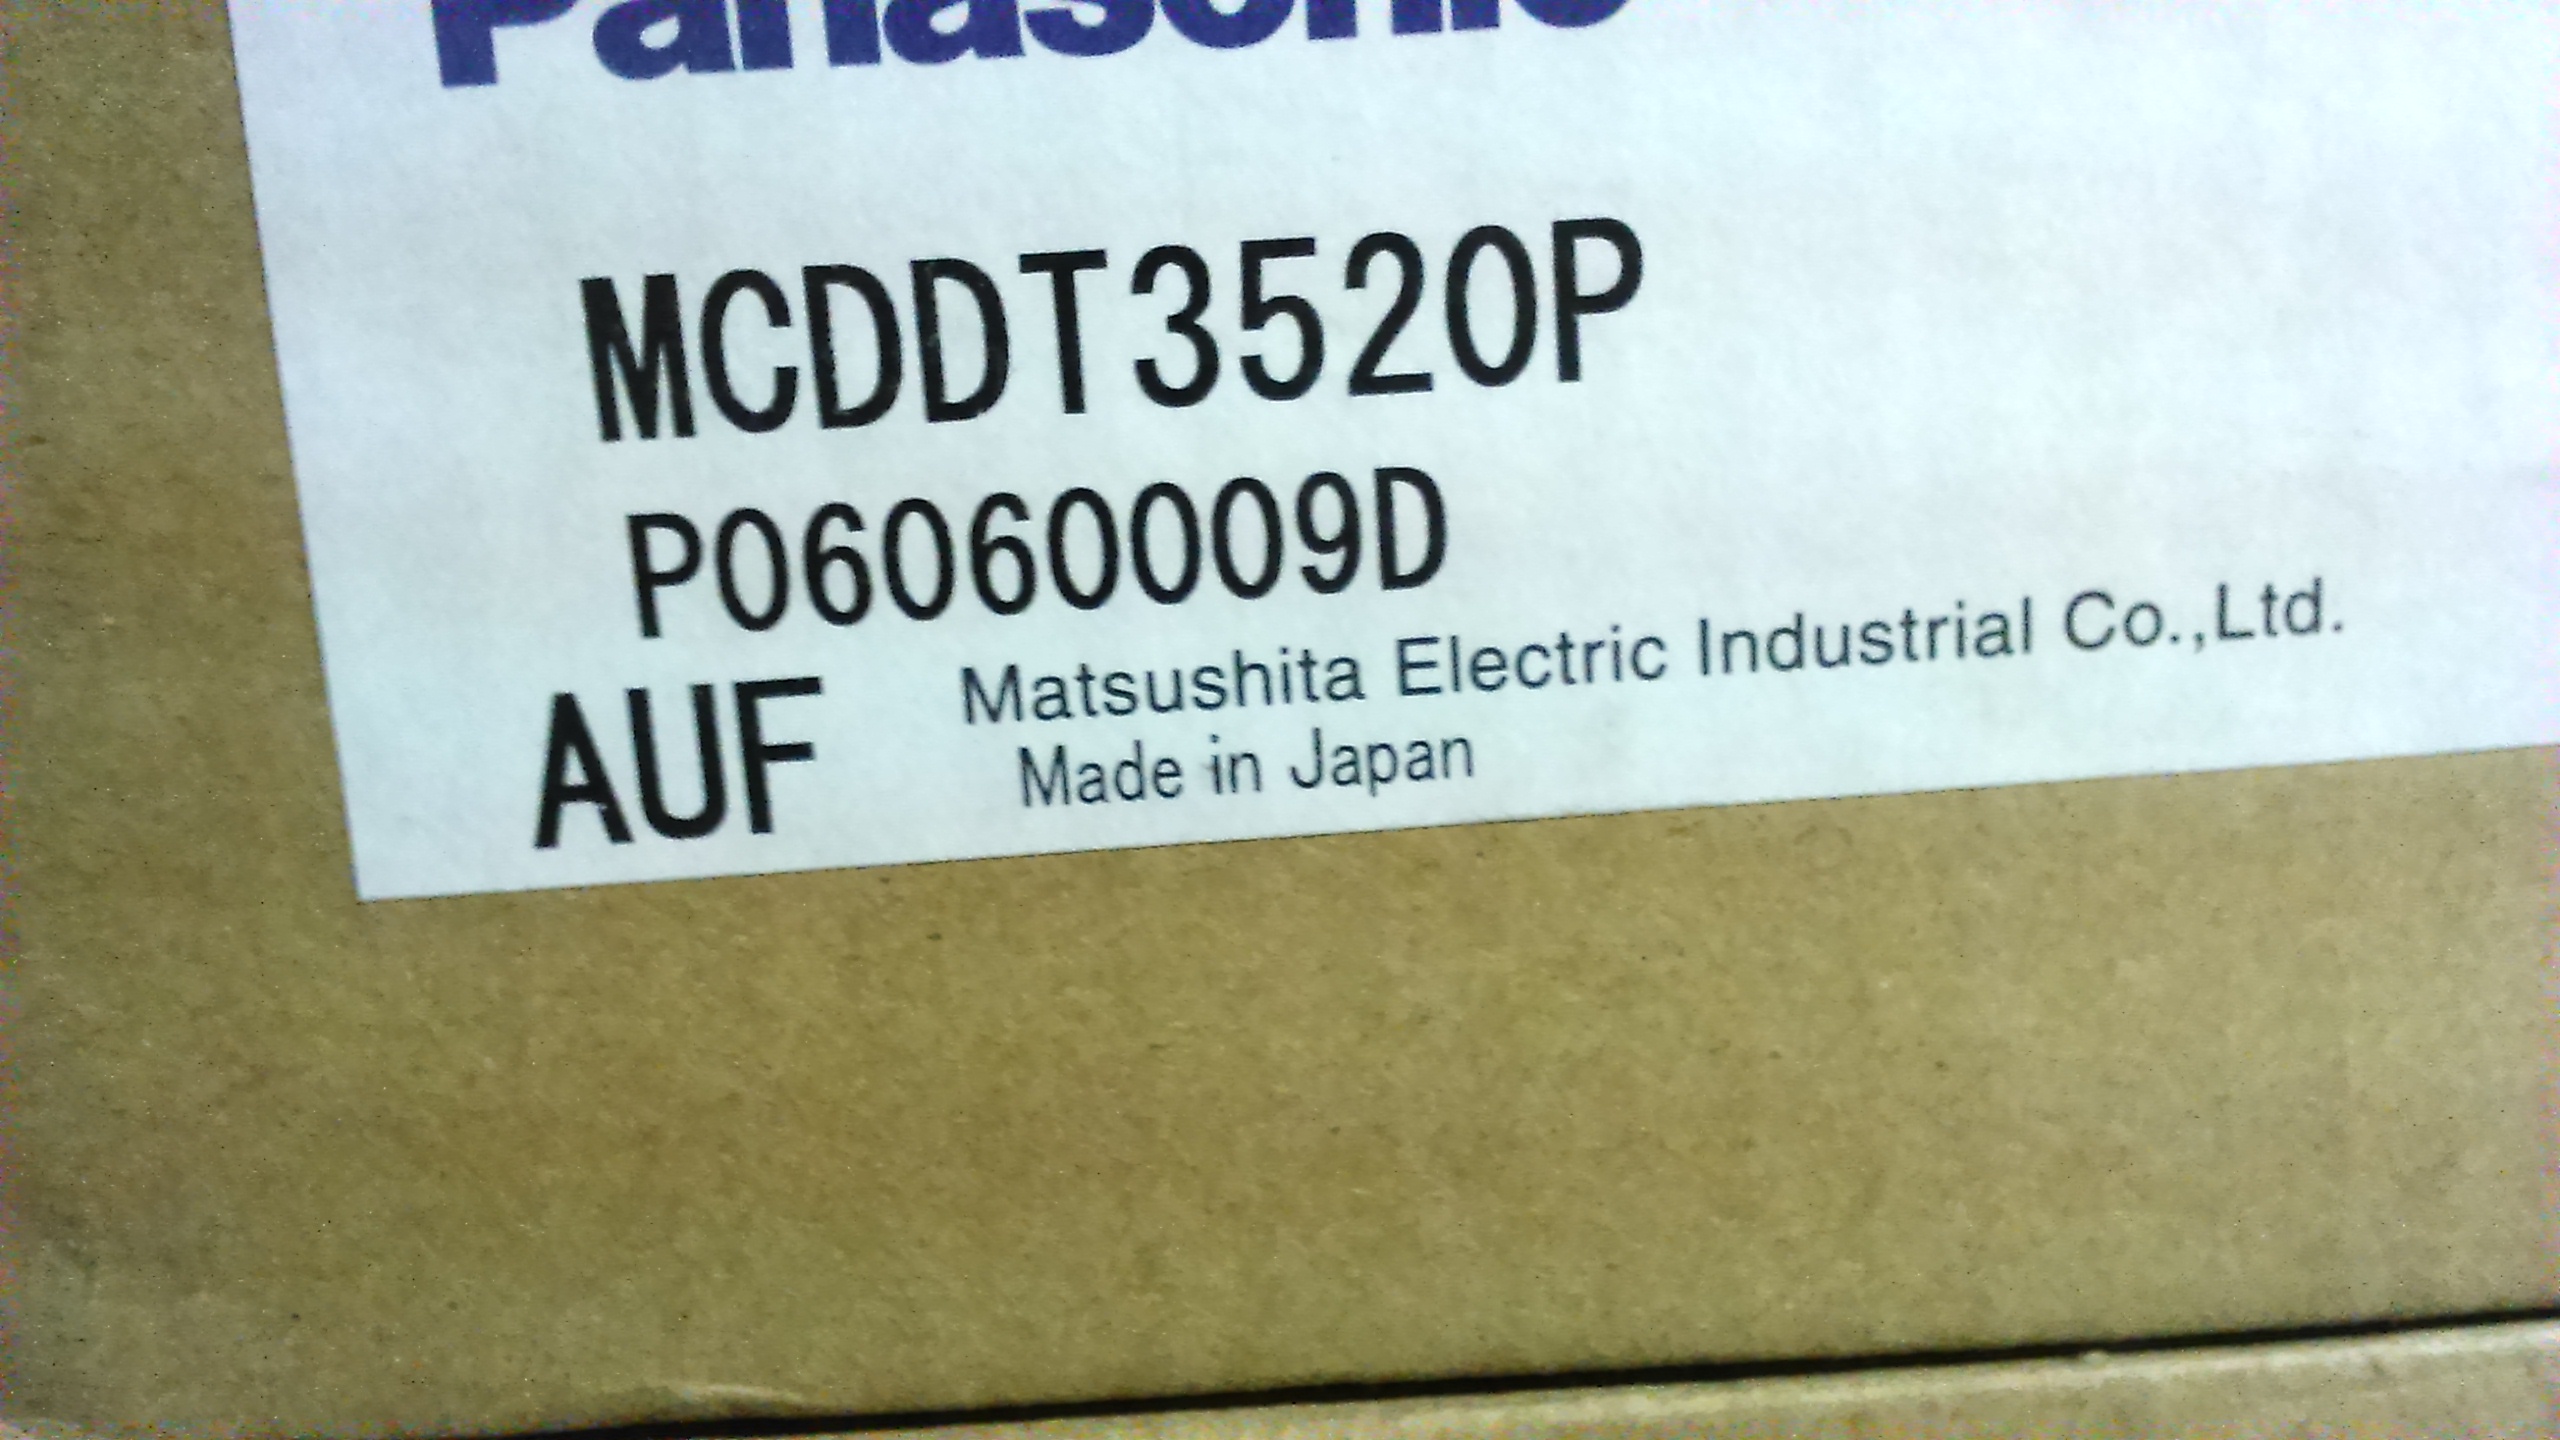 Panasonic
MCDDT3520P
P06060009D
AUF Matsushita Electric Industrial Co.,Ltd.
Made in Japan